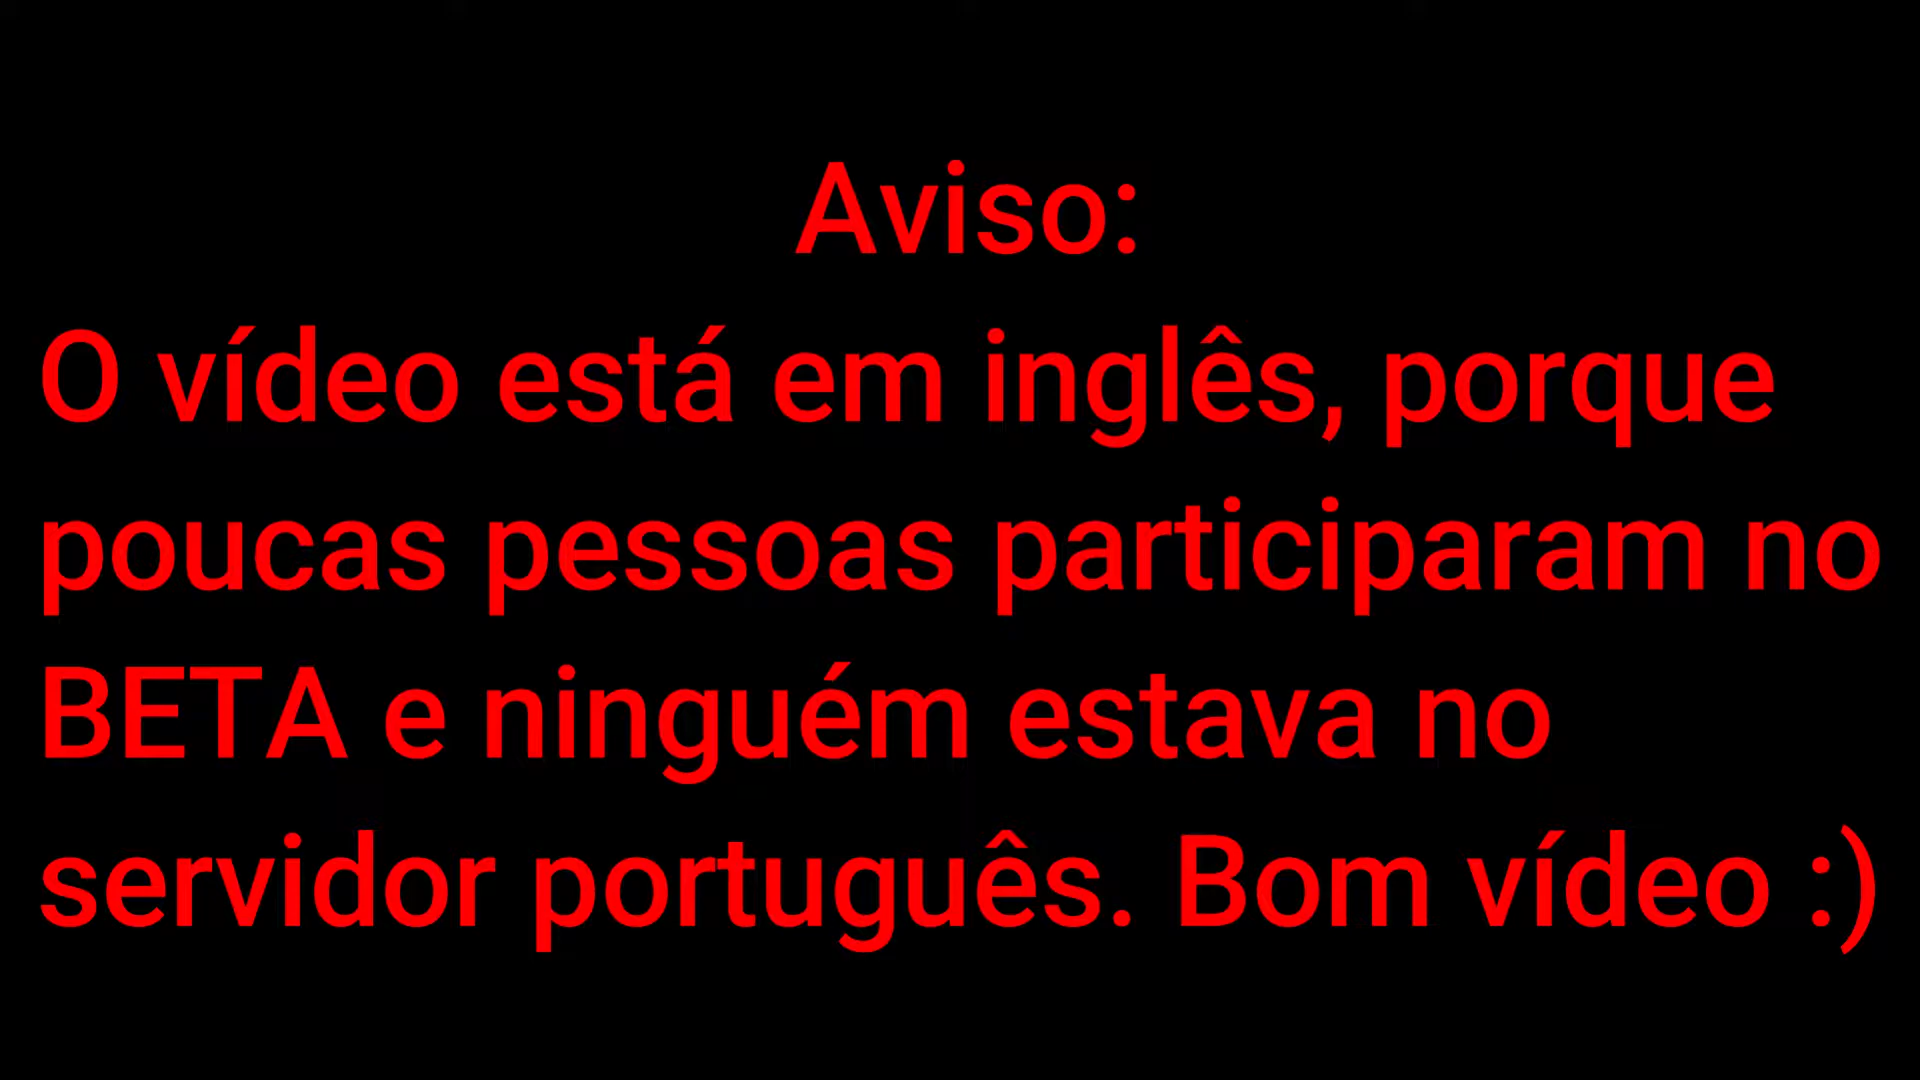 Aviso:
O vídeo está em inglês, porque
poucas pessoas participaram no
BETA e ninguém estava no
servidor português. Bom vídeo :)